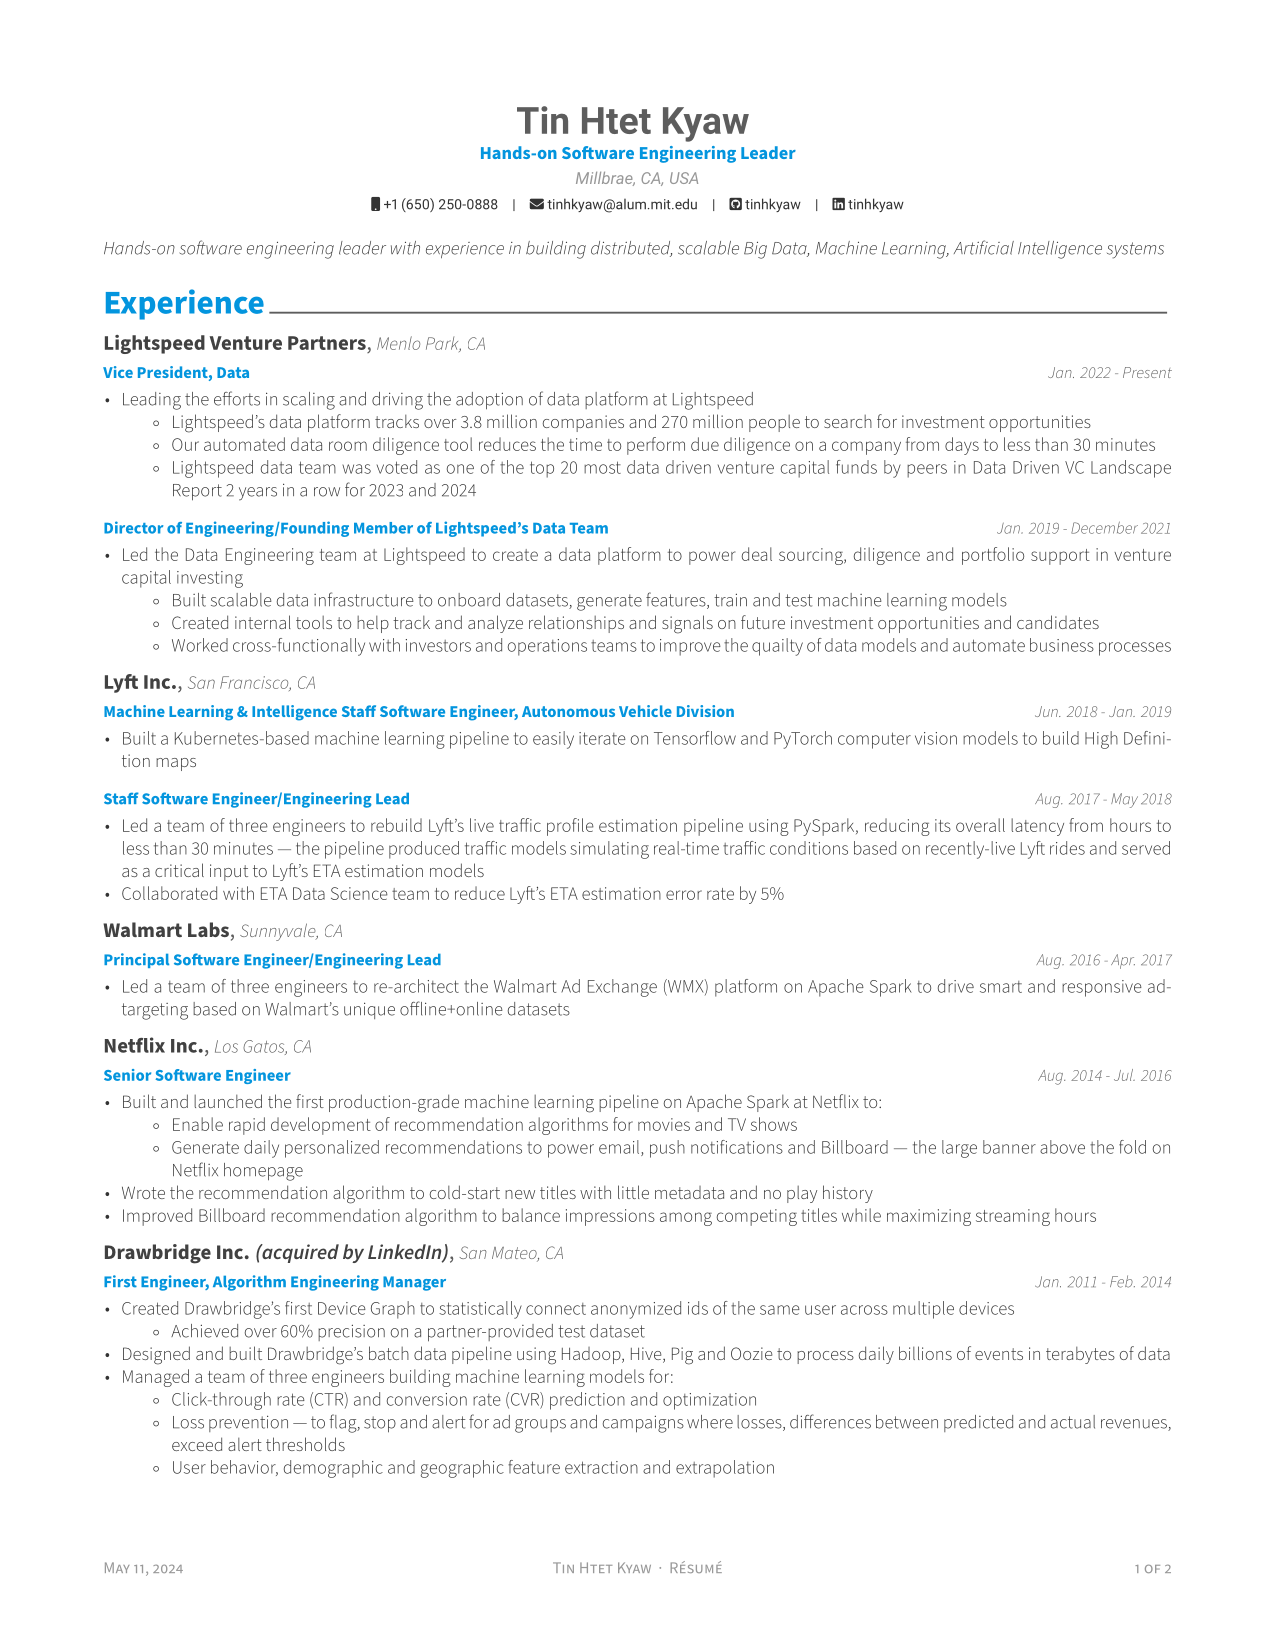 Tin Htet Kyaw
Hands-on Software Engineering Leader
Millbrae, CA, USA
+1 (650) 250-0888 | tinhkyaw@alum.mit.edu | tinhkyaw | tinhkyaw
Hands-on software engineering leader with experience in building distributed, scalable Big Data, Machine Learning, Artificial Intelligence systems
Experience
Lightspeed Venture Partners, Menlo Park, CA
Vice President, Data Jan. 2022 - Present
• Leading the efforts in scaling and driving the adoption of data platform at Lightspeed
◦ Lightspeed’s data platform tracks over 3.8 million companies and 270 million people to search for investment opportunities
◦ Our automated data room diligence tool reduces the time to perform due diligence on a company from days to less than 30 minutes
◦ Lightspeed data team was voted as one of the top 20 most data driven venture capital funds by peers in Data Driven VC Landscape
Report 2 years in a row for 2023 and 2024
Director of Engineering/Founding Member of Lightspeed’s Data Team Jan. 2019 - December 2021
• Led the Data Engineering team at Lightspeed to create a data platform to power deal sourcing, diligence and portfolio support in venture
capital investing
◦ Built scalable data infrastructure to onboard datasets, generate features, train and test machine learning models
◦ Created internal tools to help track and analyze relationships and signals on future investment opportunities and candidates
◦ Worked cross-functionally with investors and operations teams to improve the quailty of data models and automate business processes
Lyft Inc., San Francisco, CA
Machine Learning & Intelligence Staff Software Engineer, Autonomous Vehicle Division Jun. 2018 - Jan. 2019
• Built a Kubernetes-based machine learning pipeline to easily iterate on Tensorflow and PyTorch computer vision models to build High Defini-
tion maps
Staff Software Engineer/Engineering Lead Aug. 2017 - May 2018
• Led a team of three engineers to rebuild Lyft’s live traffic profile estimation pipeline using PySpark, reducing its overall latency from hours to
less than 30 minutes — the pipeline produced traffic models simulating real-time traffic conditions based on recently-live Lyft rides and served
as a critical input to Lyft’s ETA estimation models
• Collaborated with ETA Data Science team to reduce Lyft’s ETA estimation error rate by 5%
Walmart Labs, Sunnyvale, CA
Principal Software Engineer/Engineering Lead Aug. 2016 - Apr. 2017
• Led a team of three engineers to re-architect the Walmart Ad Exchange (WMX) platform on Apache Spark to drive smart and responsive ad-
targeting based on Walmart’s unique offline+online datasets
Netflix Inc., Los Gatos, CA
Senior Software Engineer Aug. 2014 - Jul. 2016
• Built and launched the first production-grade machine learning pipeline on Apache Spark at Netflix to:
◦ Enable rapid development of recommendation algorithms for movies and TV shows
◦ Generate daily personalized recommendations to power email, push notifications and Billboard — the large banner above the fold on
Netflix homepage
• Wrote the recommendation algorithm to cold-start new titles with little metadata and no play history
• Improved Billboard recommendation algorithm to balance impressions among competing titles while maximizing streaming hours
Drawbridge Inc. (acquired by LinkedIn), San Mateo, CA
First Engineer, Algorithm Engineering Manager Jan. 2011 - Feb. 2014
• Created Drawbridge’s first Device Graph to statistically connect anonymized ids of the same user across multiple devices
◦ Achieved over 60% precision on a partner-provided test dataset
• Designed and built Drawbridge’s batch data pipeline using Hadoop, Hive, Pig and Oozie to process daily billions of events in terabytes of data
• Managed a team of three engineers building machine learning models for:
◦ Click-through rate (CTR) and conversion rate (CVR) prediction and optimization
◦ Loss prevention — to flag, stop and alert for ad groups and campaigns where losses, differences between predicted and actual revenues,
exceed alert thresholds
◦ User behavior, demographic and geographic feature extraction and extrapolation
May 11, 2024 Tin Htet Kyaw · Résumé 1 of 2